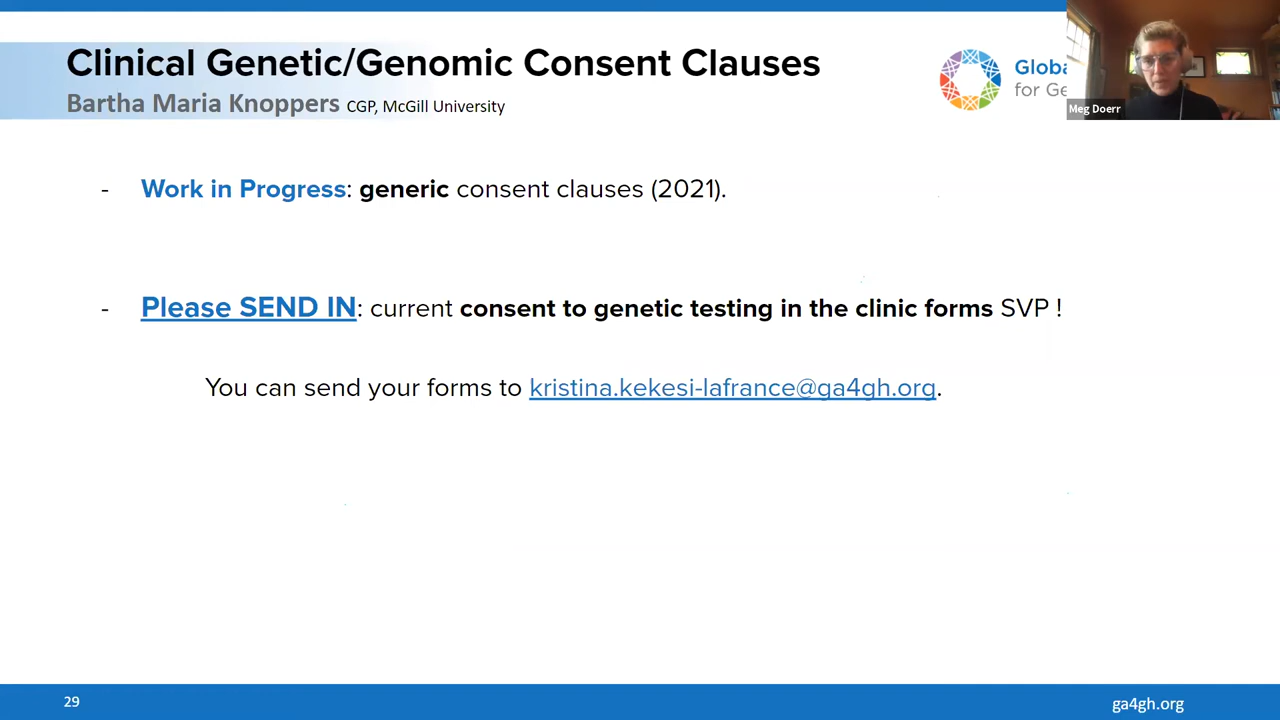 Clinical Genetic/Genomic Consent Clauses
Bartha Maria Knoppers CGP, McGill University
Globa
for Ge
Meg Doerr
- Work in Progress: generic consent clauses (2021).
- Please SEND IN: current consent to genetic testing in the clinic forms SVP !
You can send your forms to kristina.kekesi-lafrance@ga4gh.org.
29
ga4gh.org